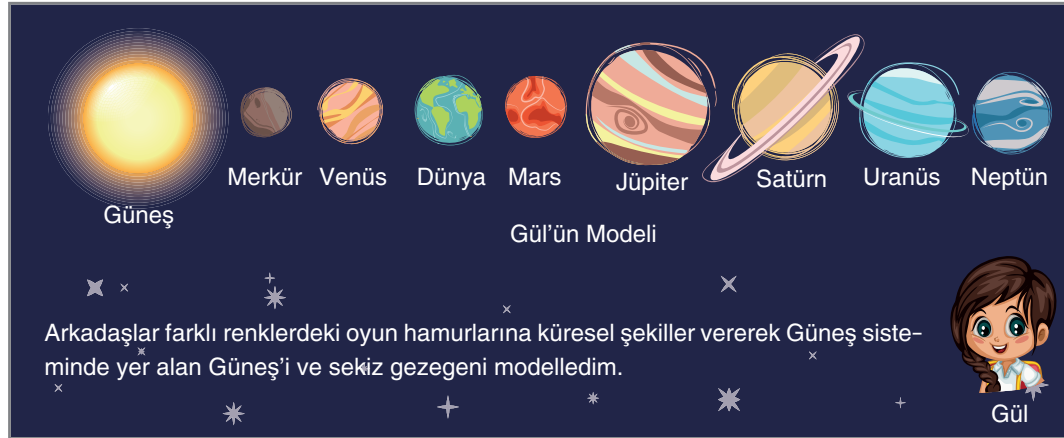 Güneş
Merkür
Venüs
Dünya
Mars
Jüpiter
Satürn
Uranüs
Neptün
Gül'ün Modeli
Arkadaşlar farklı renklerdeki oyun hamurlarına küresel şekiller vererek Güneş siste-
minde yer alan Güneş'i ve sekiz gezegeni modelledim.
Gül